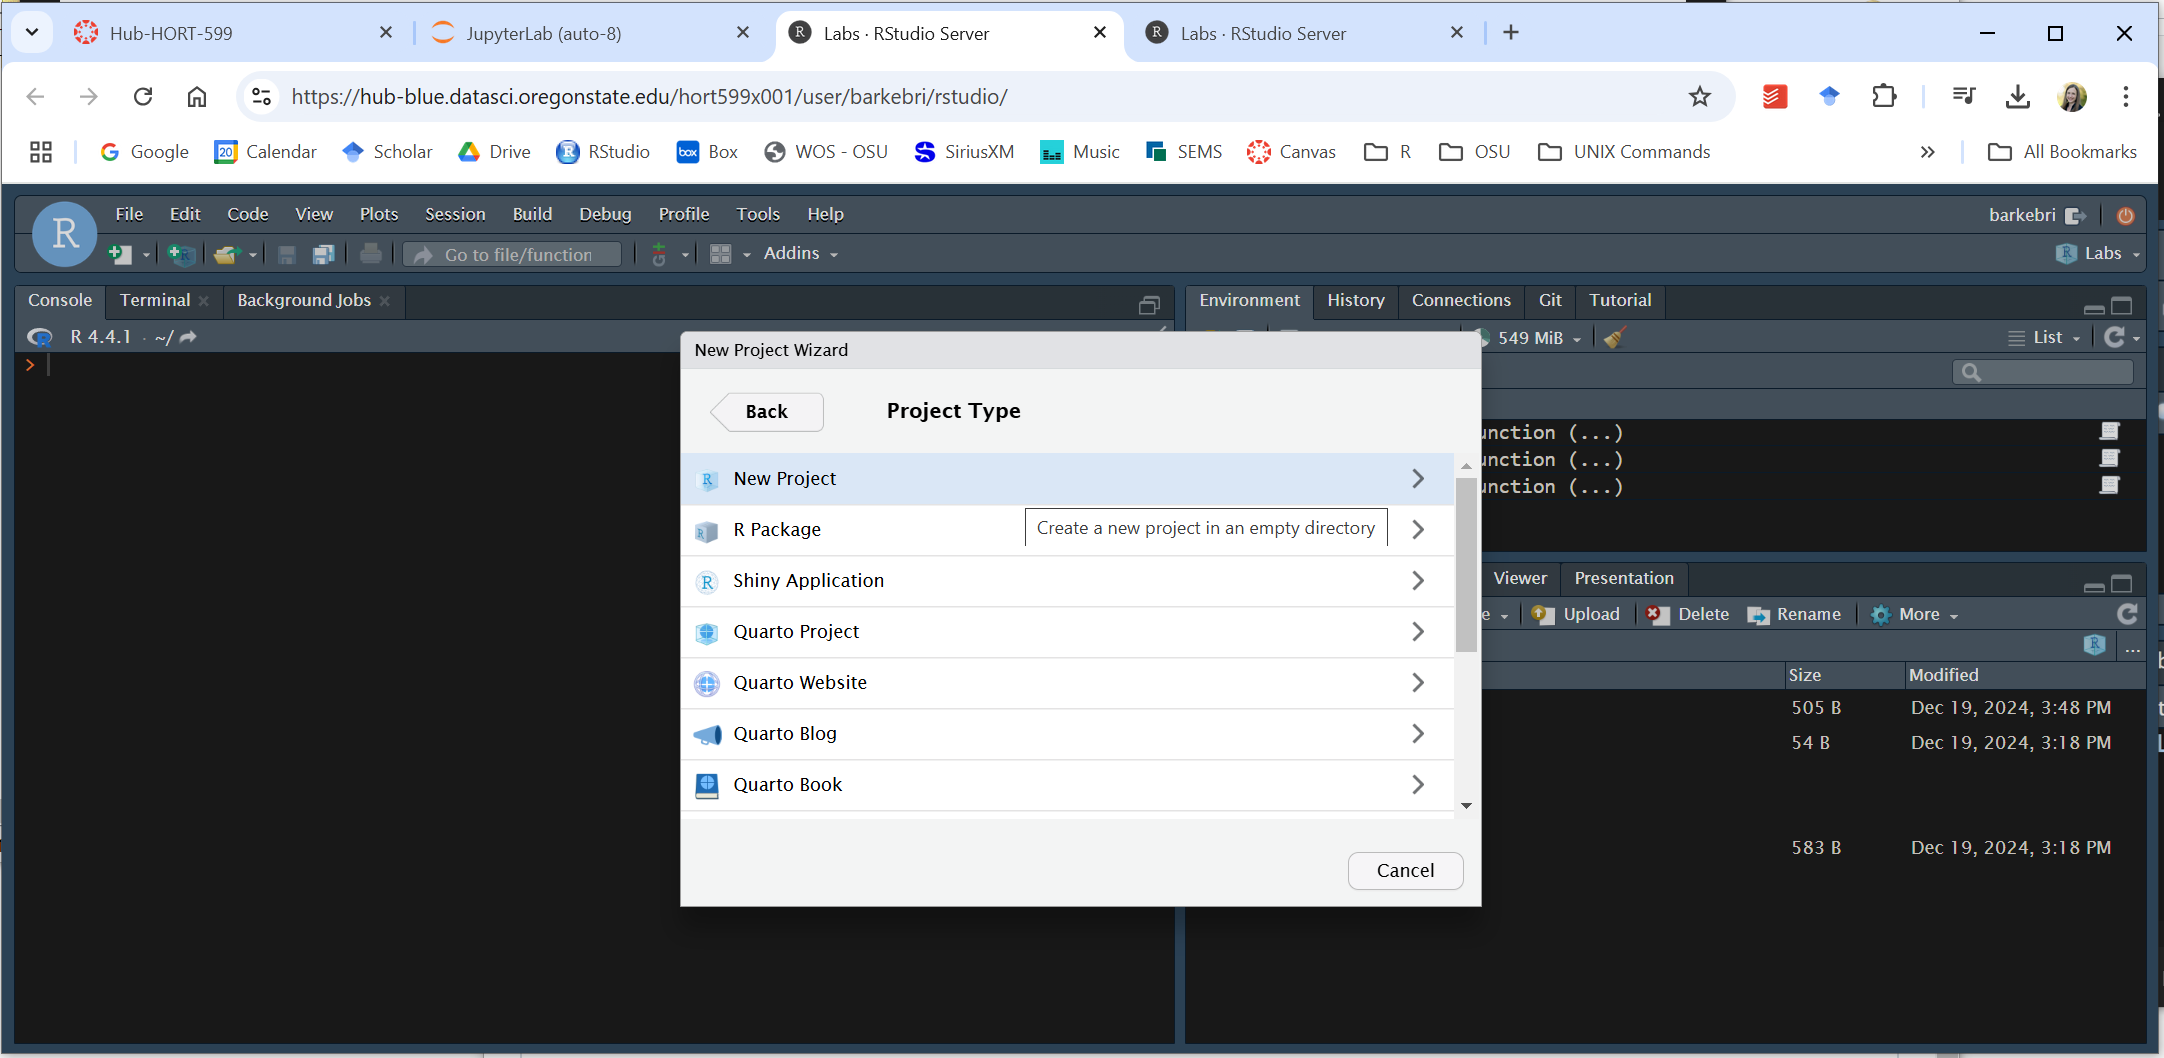 Hub-HORT-599
JupyterLab (auto-8)
Labs · RStudio Server
Labs · RStudio Server
https://hub-blue.datasci.oregonstate.edu/hort599x001/user/barkebri/rstudio/
Google
20
Calendar
Scholar
Drive
R
RStudio
box
Box
WOS - OSU
SiriusXM
Music
SEMS
Canvas
R
OSU
UNIX Commands
»
All Bookmarks
R
File
Edit
Code
View
Plots
Session
Build
Debug
Profile
Tools
Help
barkebri
Go to file/function
Addins
Labs
Console
Terminal
Background Jobs
Environment
History
Connections
Git
Tutorial
R 4.4.1 · ~/
549 MiB
List
>
New Project Wizard
Back
Project Type
New Project
R Package
Create a new project in an empty directory
Shiny Application
Quarto Project
Quarto Website
Quarto Blog
Quarto Book
Cancel
unction (...)
unction (...)
unction (...)
Viewer
Presentation
e
Upload
Delete
Rename
More
...
Size
Modified
505 B
Dec 19, 2024, 3:48 PM
54 B
Dec 19, 2024, 3:18 PM
583 B
Dec 19, 2024, 3:18 PM